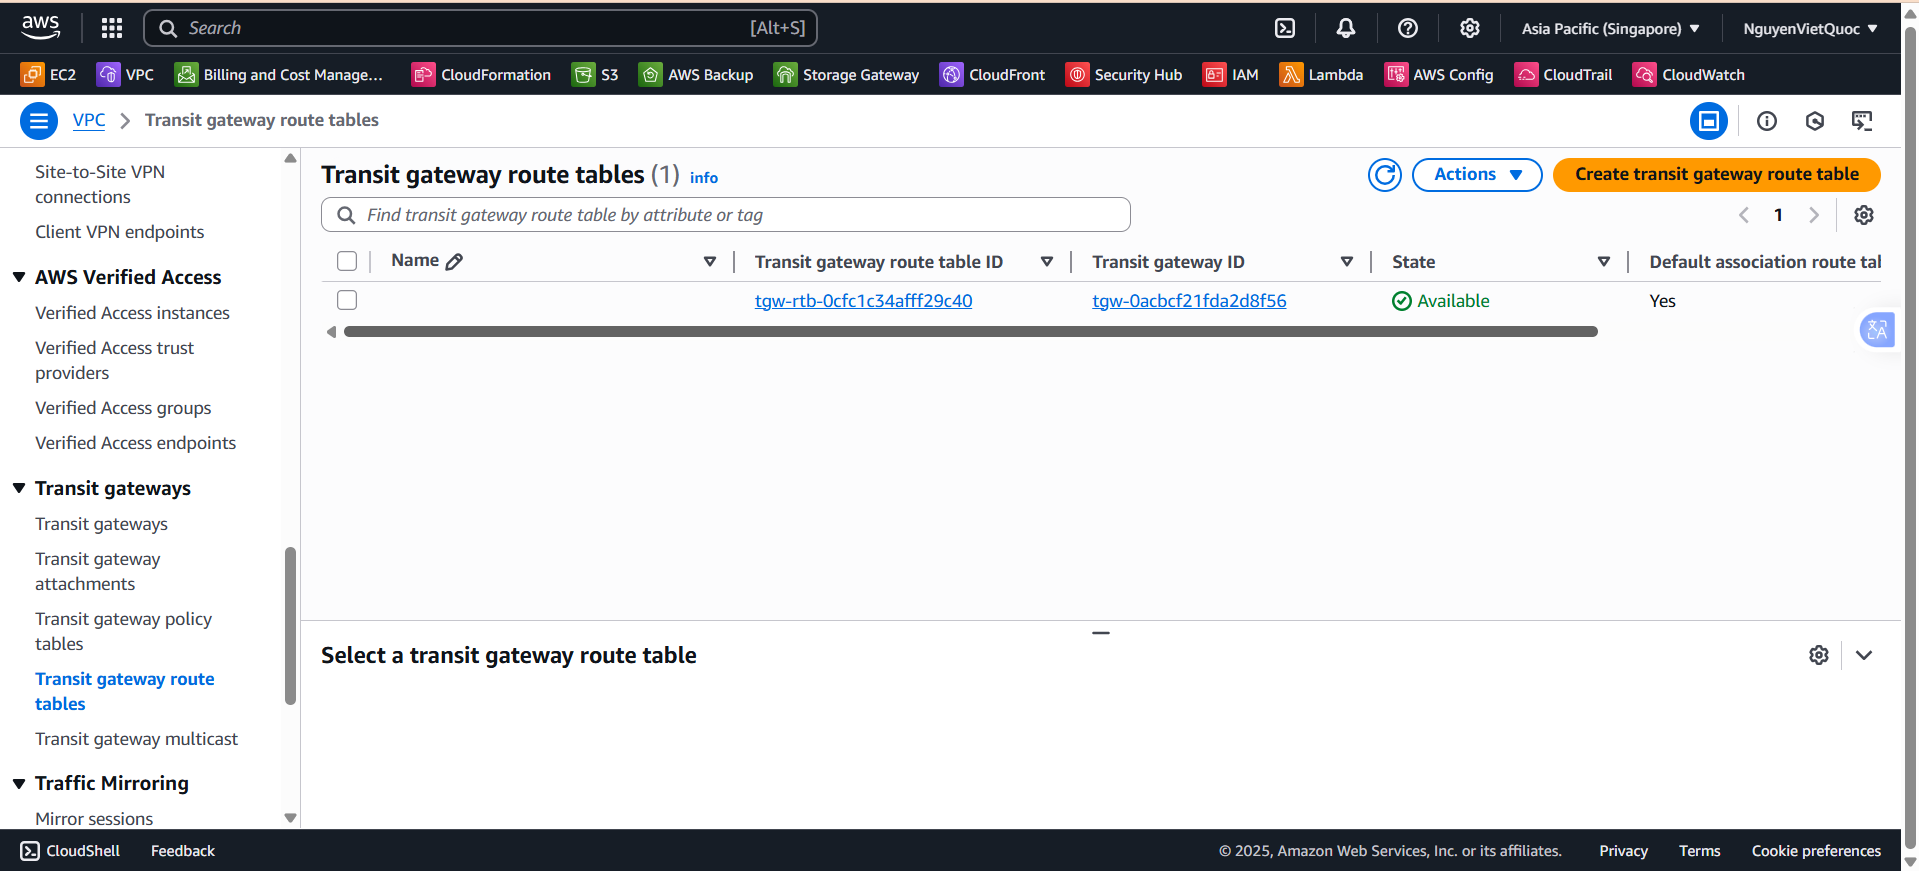 aws
Search
[Alt+S]
Asia Pacific (Singapore)
NguyenVietQuoc
EC2
VPC
Billing and Cost Manage...
CloudFormation
S3
AWS Backup
Storage Gateway
CloudFront
Security Hub
IAM
Lambda
AWS Config
CloudTrail
CloudWatch
VPC
Transit gateway route tables
Site-to-Site VPN
connections
Client VPN endpoints
AWS Verified Access
Verified Access instances
Verified Access trust
providers
Verified Access groups
Verified Access endpoints
Transit gateways
Transit gateways
Transit gateway
attachments
Transit gateway policy
tables
Transit gateway route
tables
Transit gateway multicast
Traffic Mirroring
Mirror sessions
Transit gateway route tables (1) info
Actions
Create transit gateway route table
Find transit gateway route table by attribute or tag
1
Name
Transit gateway route table ID
Transit gateway ID
State
Default association route tal
tgw-rtb-0cfc1c34afff29c40
tgw-0acbcf21fda2d8f56
Available
Yes
Select a transit gateway route table
CloudShell
Feedback
© 2025, Amazon Web Services, Inc. or its affiliates.
Privacy
Terms
Cookie preferences